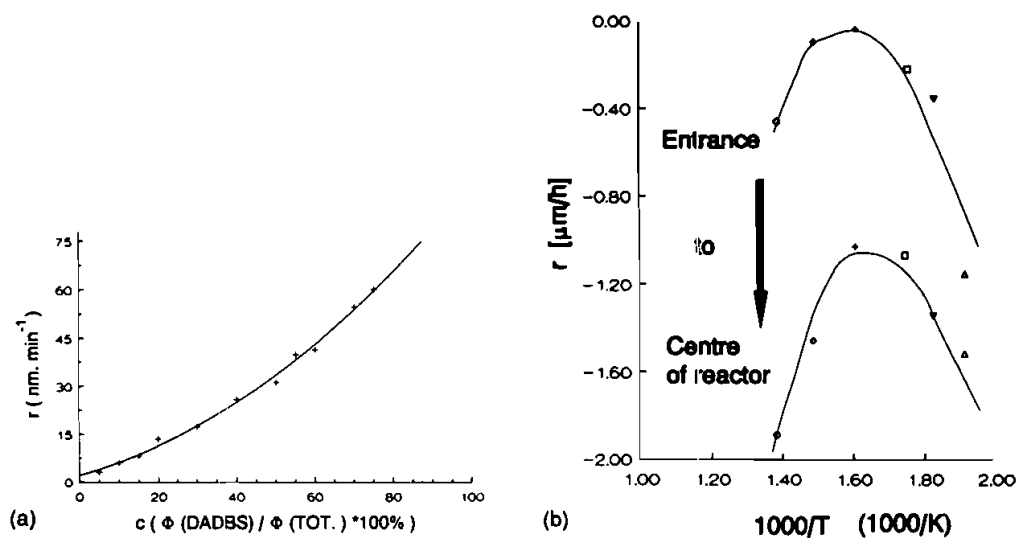 75
60
45
30
15
0
r ( nm. min⁻¹ )
0 20 40 60 80 100
(a) c ( Φ (DADBS) / Φ (TOT. ) *100% )
0.00
−0.40
−0.80
−1.20
−1.60
−2.00
r [μm/h]
Entrance
to
Centre
of reactor
1.00 1.20 1.40 1.60 1.80 2.00
(b) 1000/T (1000/K)